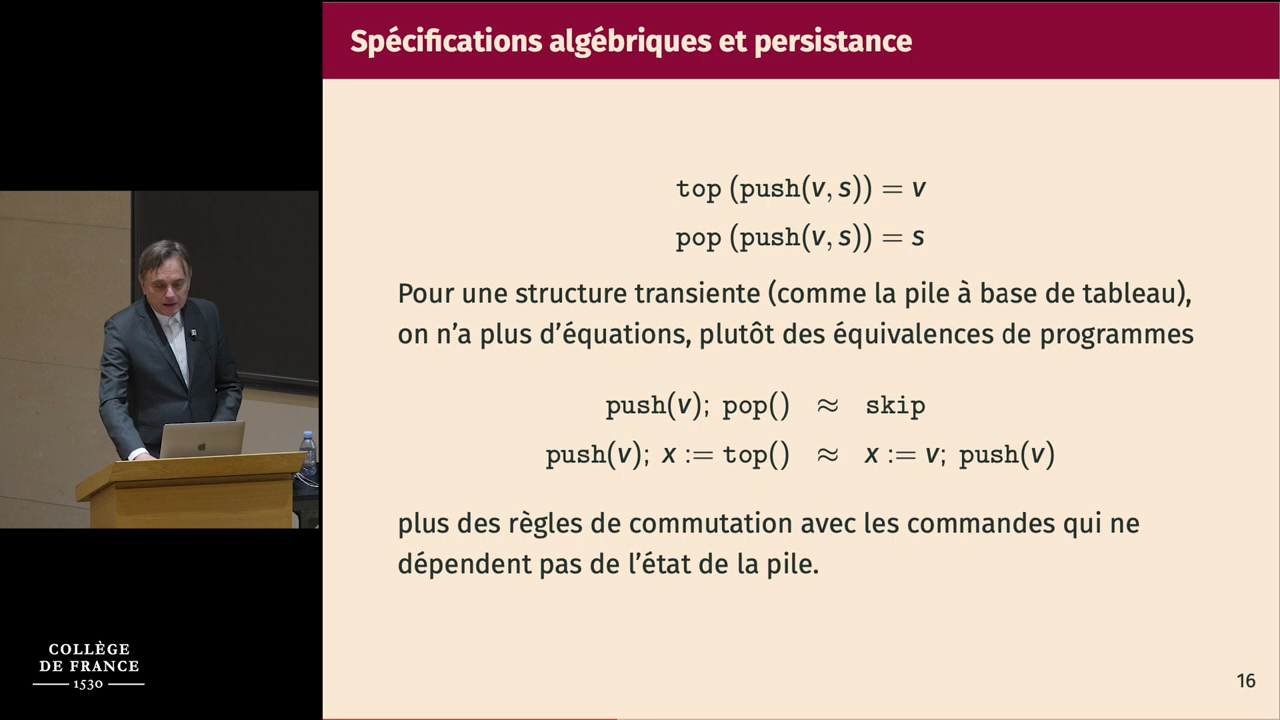 Spécifications algébriques et persistance
top (push(v, s)) = v
pop (push(v, s)) = s
Pour une structure transiente (comme la pile à base de tableau),
on n'a plus d'équations, plutôt des équivalences de programmes
push(v); pop() ≈ skip
push(v); x := top() ≈ x := v; push(v)
plus des règles de commutation avec les commandes qui ne
dépendent pas de l'état de la pile.
COLLÈGE
DE FRANCE
1530
16